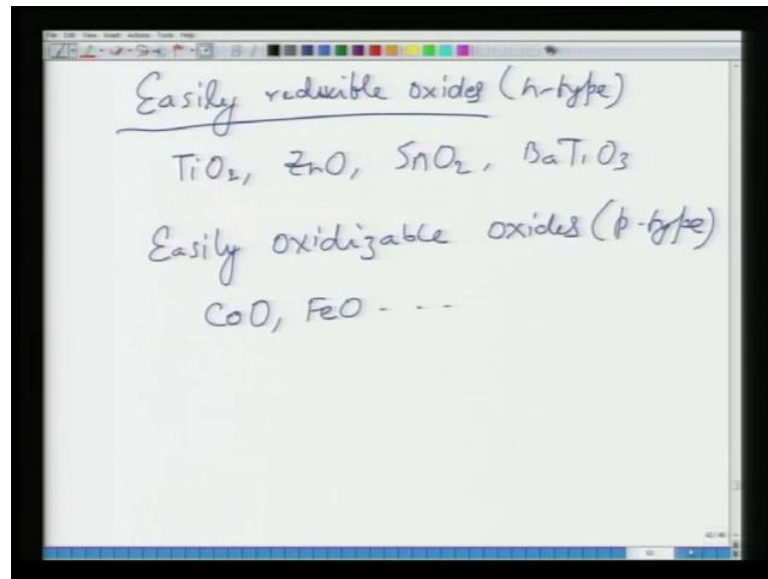 Easily reducible oxides (n-type)
TiO2, ZnO, SnO2, BaTiO3
Easily oxidizable oxides (p-type)
CoO, FeO - - -